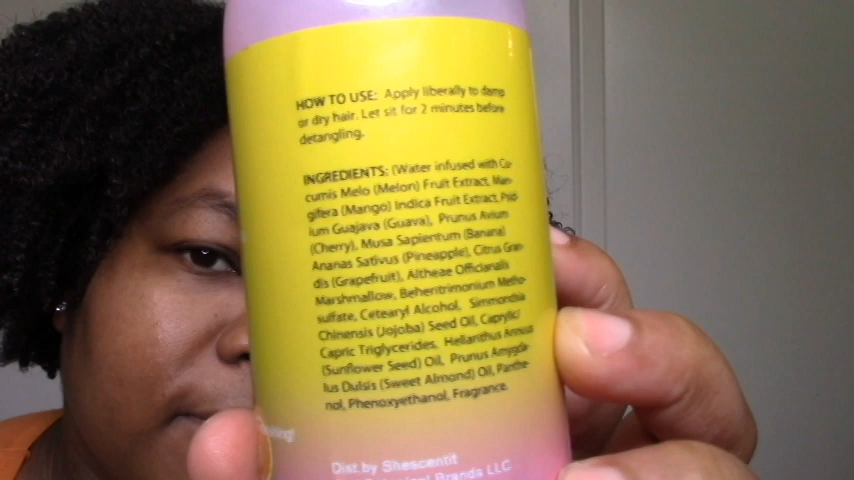 HOW TO USE: Apply liberally to damp
or dry hair. Let sit for 2 minutes before
detangling.
INGREDIENTS: (Water infused with Cu-
cumis Melo (Melon) Fruit Extract, Man-
gifera (Mango) Indica Fruit Extract, Psid-
ium Guajava (Guava), Prunus Avium
(Cherry), Musa Sapientum (Banana)
Ananas Sativus (Pineapple), Citrus Gran-
dis (Grapefruit), Altheae Officianalis
Marshmallow, Behentrimonium Metho-
sulfate, Cetearyl Alcohol, Simmondsia
Chinensis (Jojoba) Seed Oil, Caprylic/
Capric Triglycerides, Helianthus Annuus
(Sunflower Seed) Oil, Prunus Amygda-
lus Dulsis (Sweet Almond) Oil, Panthe-
nol, Phenoxyethanol, Fragrance.
Dist by Shescentit
Brands LLC